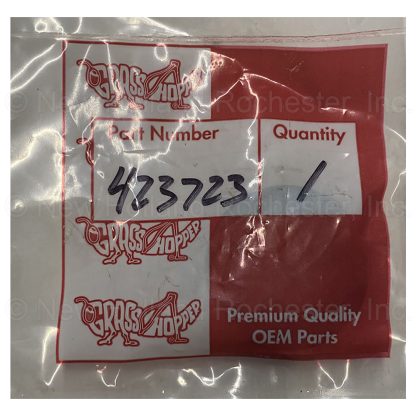 GRASSHOPPER
Part Number Quantity
423723 1
GRASSHOPPER
GRASSHOPPER
Premium Quality
OEM Parts